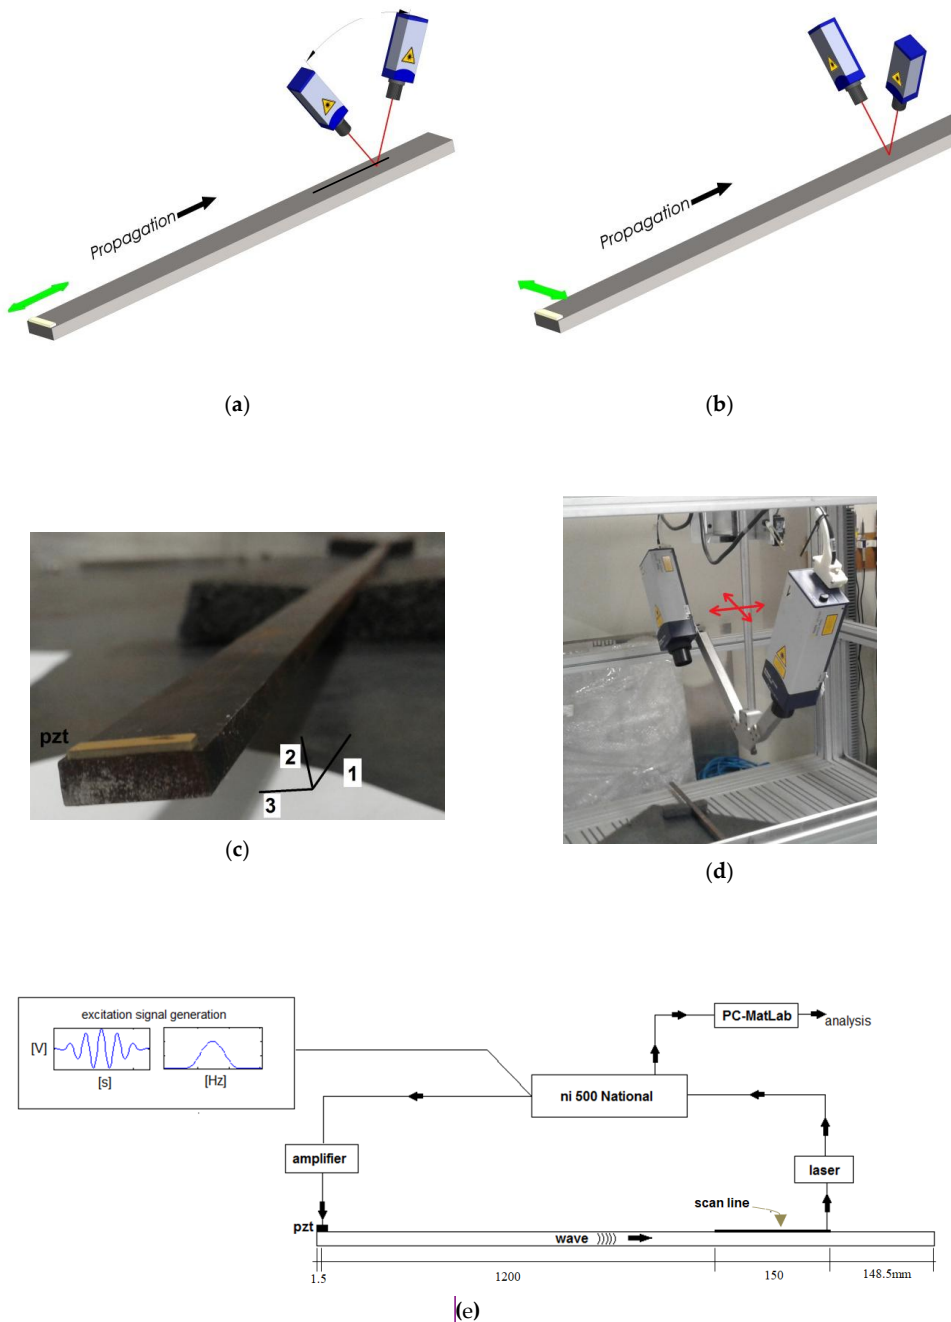 Propagation
Propagation
(a)
(b)
pzt
2
1
3
(c)
(d)
excitation signal generation
[V]
[s]
[Hz]
PC-MatLab
analysis
ni 500 National
amplifier
laser
scan line
pzt
wave
1.5
1200
150
148.5mm
(e)